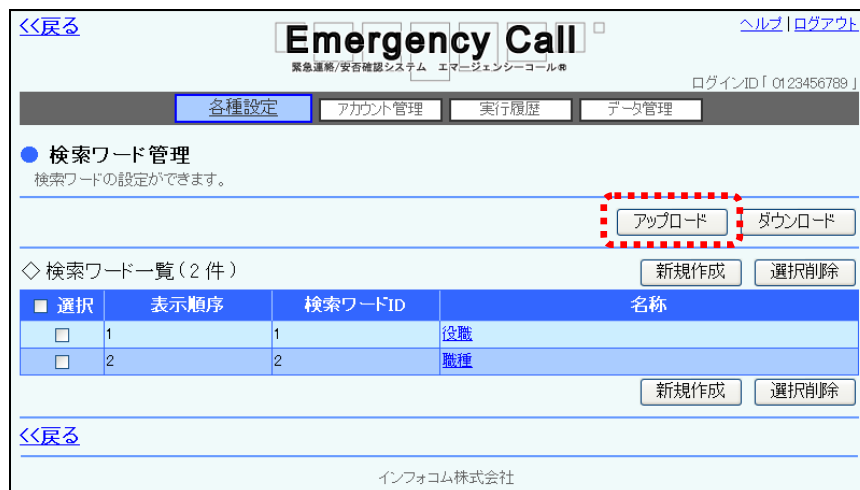 <<戻る
ヘルプ | ログアウト
Emergency Call
緊急連絡/安否確認システム エマージェンシーコール®
ログインID「 0123456789 」
各種設定 アカウント管理 実行履歴 データ管理
検索ワード管理
検索ワードの設定ができます。
アップロード ダウンロード
◇検索ワード一覧(2件) 新規作成 選択削除
選択 表示順序 検索ワードID 名称
1 1 役職
2 2 職種
新規作成 選択削除
<<戻る
インフォコム株式会社